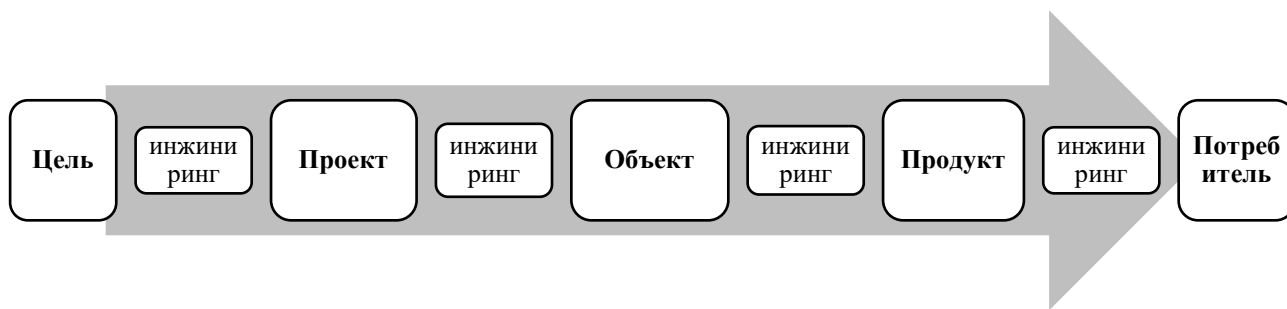 Цель
инжини
ринг
Проект
инжини
ринг
Объект
инжини
ринг
Продукт
инжини
ринг
Потреб
итель